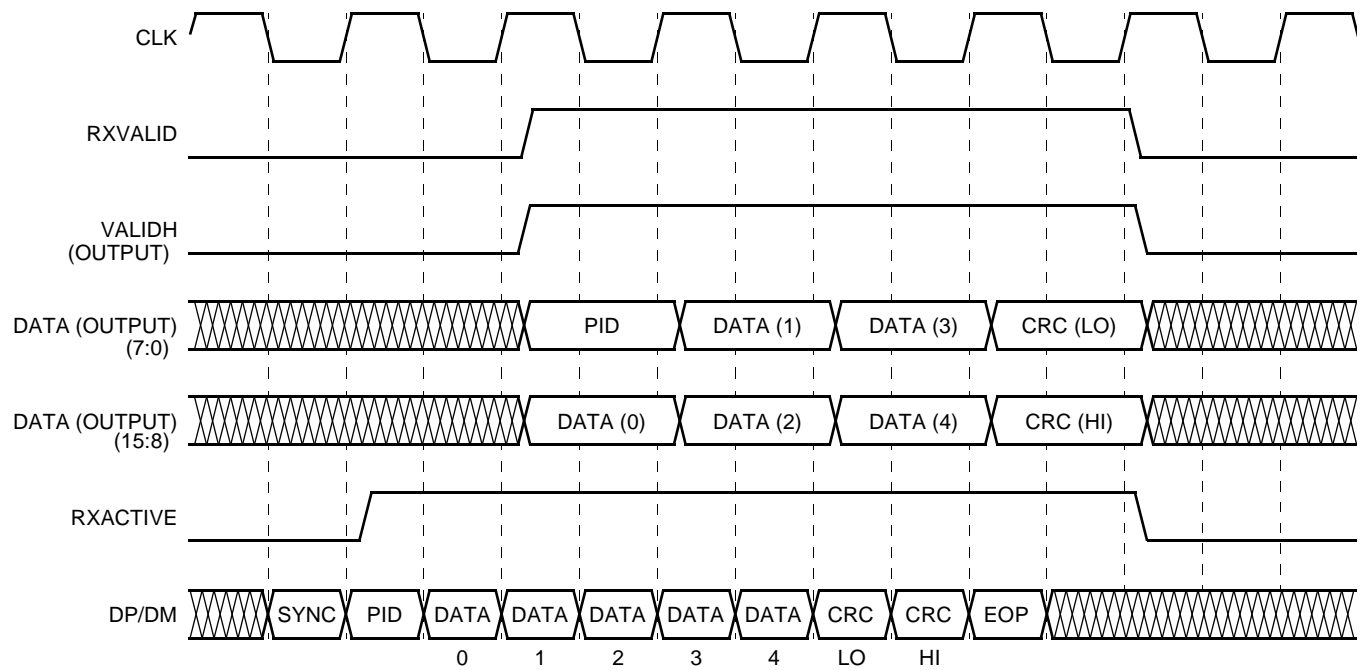 CLK
RXVALID
VALIDH
(OUTPUT)
DATA (OUTPUT)
(7:0)
PID DATA (1) DATA (3) CRC (LO)
DATA (OUTPUT)
(15:8)
DATA (0) DATA (2) DATA (4) CRC (HI)
RXACTIVE
DP/DM SYNC PID DATA DATA DATA DATA DATA CRC CRC EOP
0 1 2 3 4 LO HI